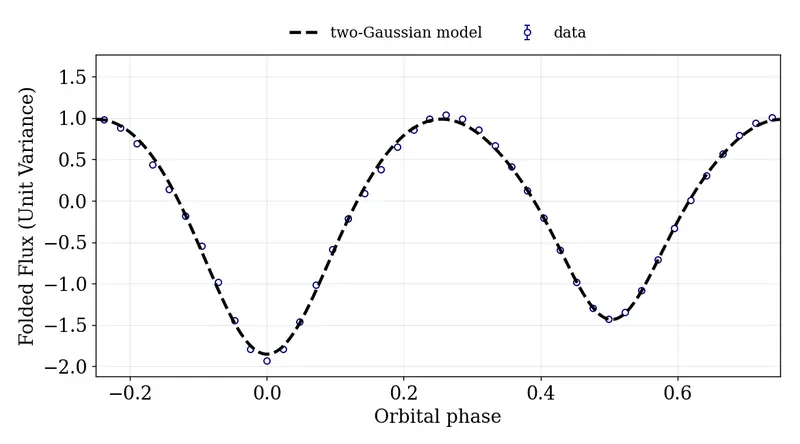 two-Gaussian model data
1.5
1.0
0.5
0.0
−0.5
−1.0
−1.5
−2.0
Folded Flux (Unit Variance)
−0.2 0.0 0.2 0.4 0.6
Orbital phase